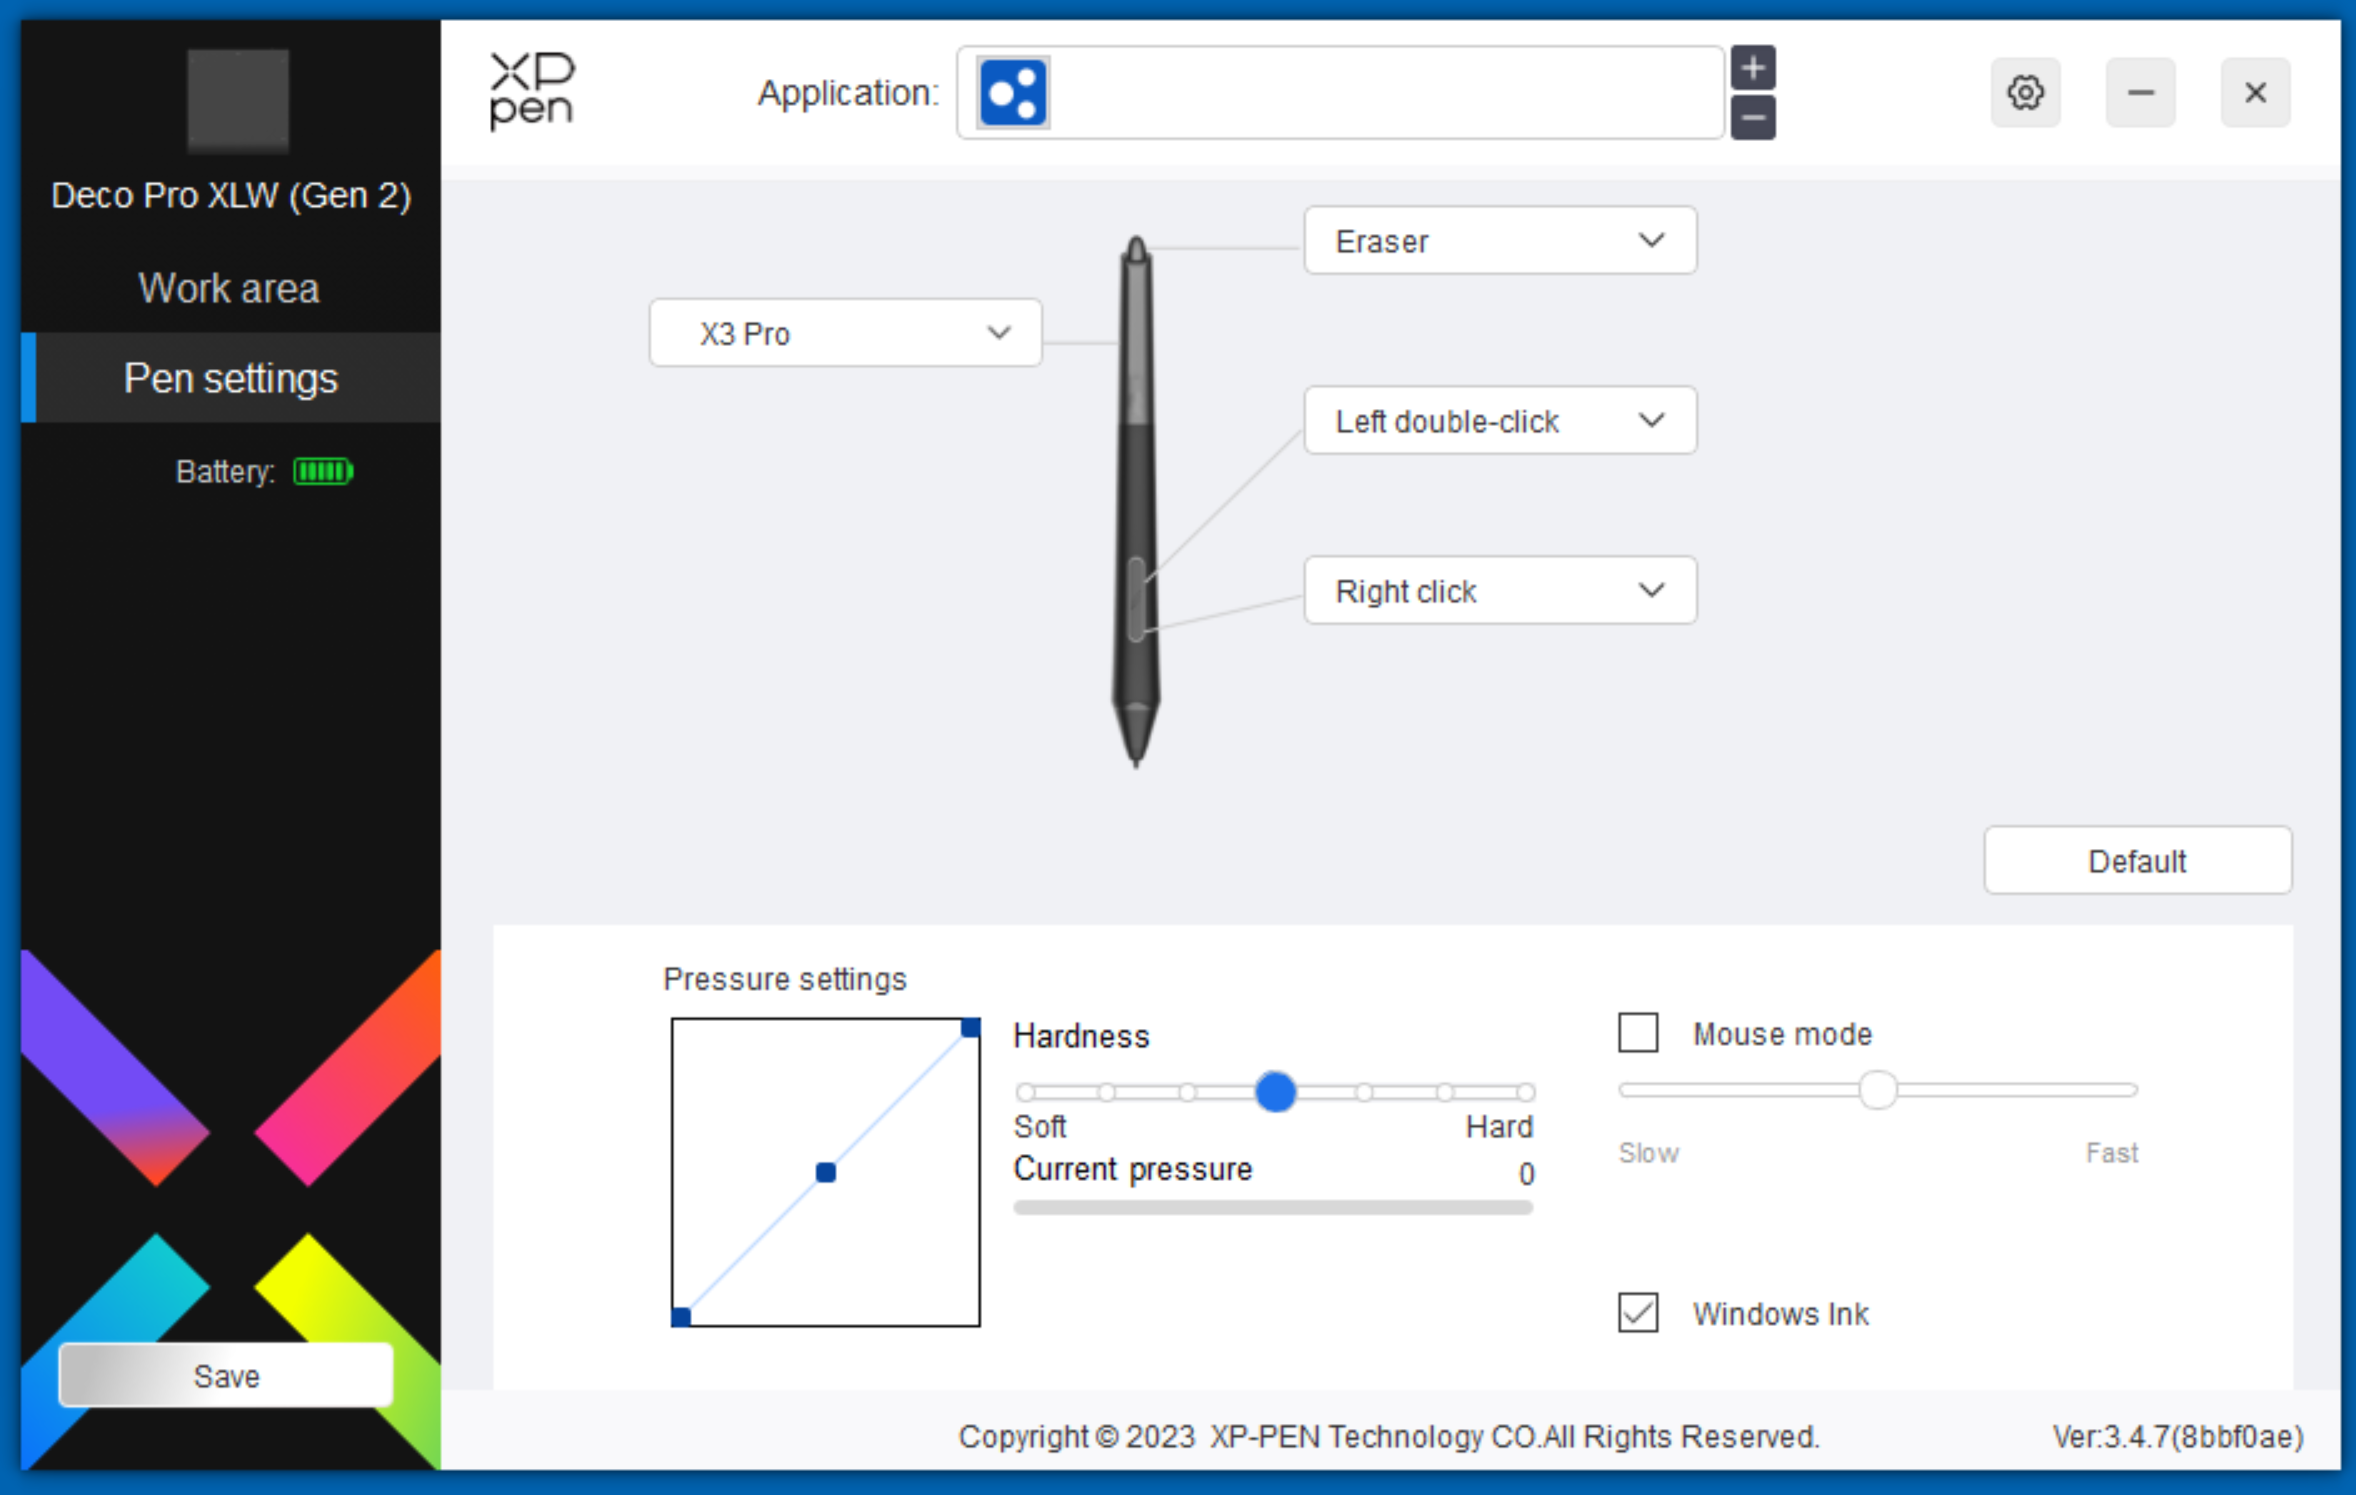 XP
pen
Application:
Deco Pro XLW (Gen 2)
Work area
Pen settings
Battery:
Eraser
X3 Pro
Left double-click
Right click
Default
Pressure settings
Hardness
Soft
Hard
Current pressure
0
Mouse mode
Slow
Fast
Windows Ink
Save
Copyright © 2023 XP-PEN Technology CO.All Rights Reserved.
Ver:3.4.7(8bbf0ae)